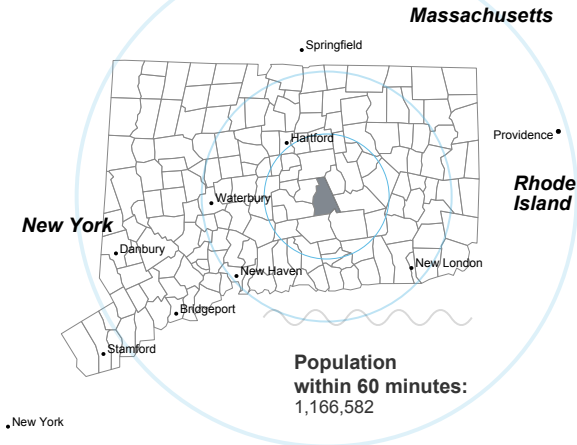 Massachusetts
Springfield
Hartford
Providence
Rhode
Island
Waterbury
New York
Danbury
New London
New Haven
Bridgeport
Stamford
Population
within 60 minutes:
1,166,582
New York